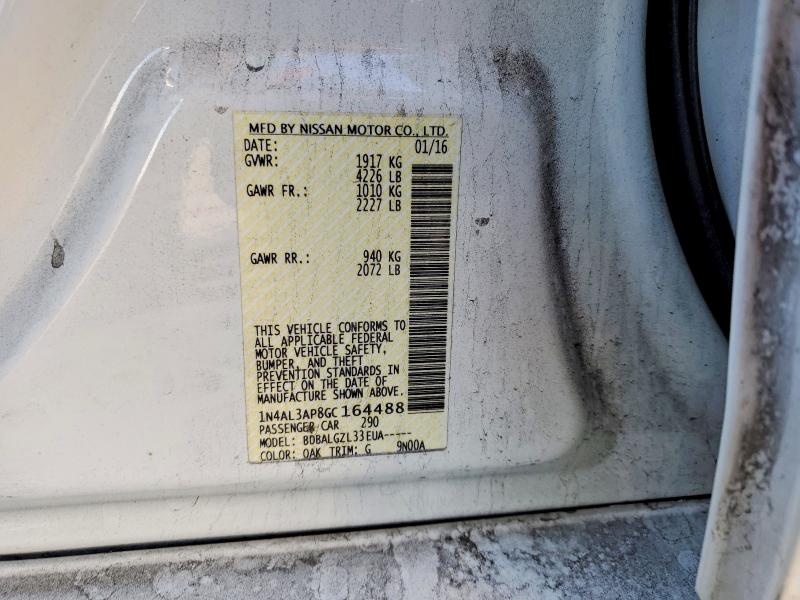 MFD BY NISSAN MOTOR CO., LTD.
DATE: 01/16
GVWR: 1917 KG
4226 LB
GAWR FR.: 1010 KG
2227 LB
GAWR RR.: 940 KG
2072 LB
THIS VEHICLE CONFORMS TO
ALL APPLICABLE FEDERAL
MOTOR VEHICLE SAFETY,
BUMPER, AND THEFT
PREVENTION STANDARDS IN
EFFECT ON THE DATE OF
MANUFACTURE SHOWN ABOVE.
1N4AL3AP8GC164488
PASSENGER CAR 290
MODEL: BDBALGZL33EUA-----
COLOR: OAK TRIM: G 9N00A